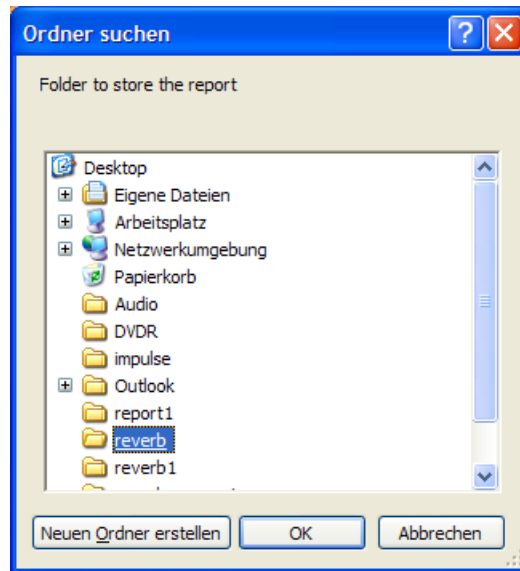 Ordner suchen
Folder to store the report
Desktop
Eigene Dateien
Arbeitsplatz
Netzwerkumgebung
Papierkorb
Audio
DVDR
impulse
Outlook
report1
reverb
reverb1
Neuen Ordner erstellen
OK
Abbrechen